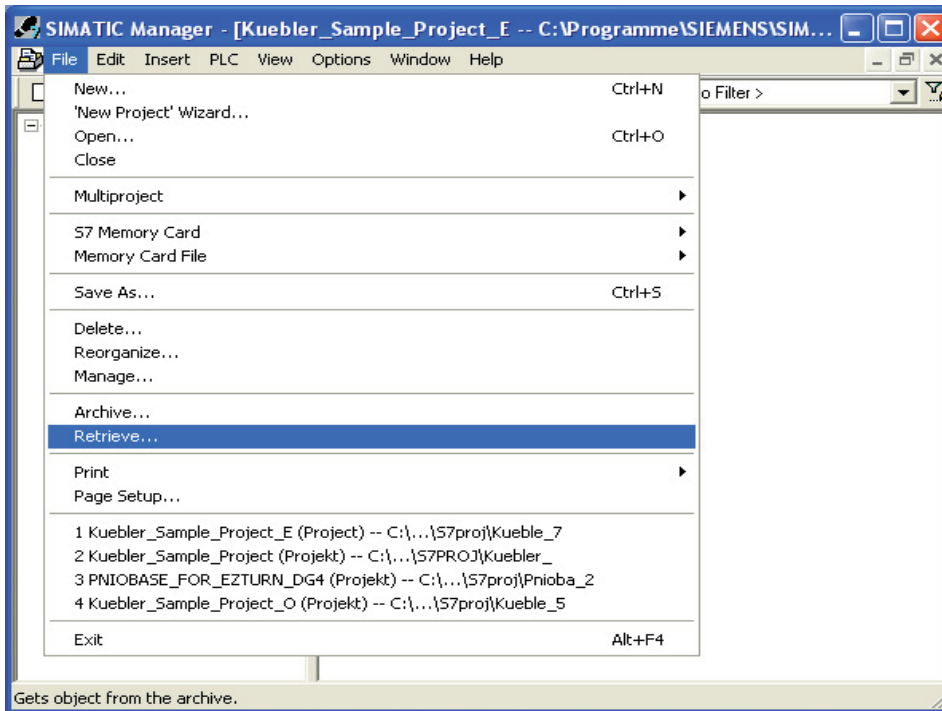 SIMATIC Manager - [Kuebler_Sample_Project_E -- C:\Programme\SIEMENS\SIM...
File Edit Insert PLC View Options Window Help
New... Ctrl+N
o Filter >
'New Project' Wizard...
Open... Ctrl+O
Close
Multiproject
S7 Memory Card
Memory Card File
Save As... Ctrl+S
Delete...
Reorganize...
Manage...
Archive...
Retrieve...
Print
Page Setup...
1 Kuebler_Sample_Project_E (Project) -- C:\...\S7proj\Kueble_7
2 Kuebler_Sample_Project (Projekt) -- C:\...\S7PROJ\Kuebler_
3 PNIOBASE_FOR_EZTURN_DG4 (Projekt) -- C:\...\S7proj\Pnioba_2
4 Kuebler_Sample_Project_O (Projekt) -- C:\...\S7proj\Kueble_5
Exit Alt+F4
Gets object from the archive.